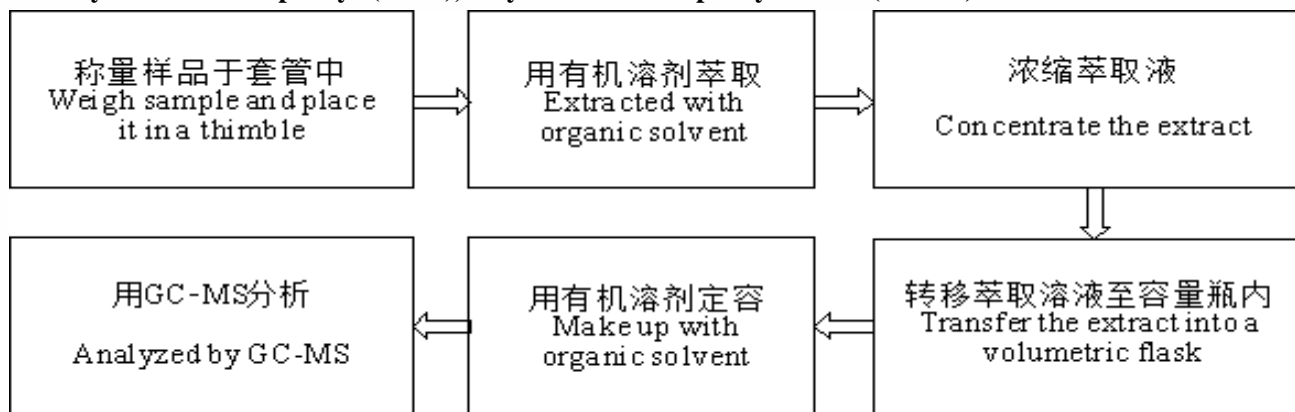 称量样品于套管中
Weigh sample and place
it in a thimble
用有机溶剂萃取
Extracted with
organic solvent
浓缩萃取液
Concentrate the extract
转移萃取溶液至容量瓶内
Transfer the extract into a
volumetric flask
用有机溶剂定容
Make up with
organic solvent
用GC-MS分析
Analyzed by GC-MS